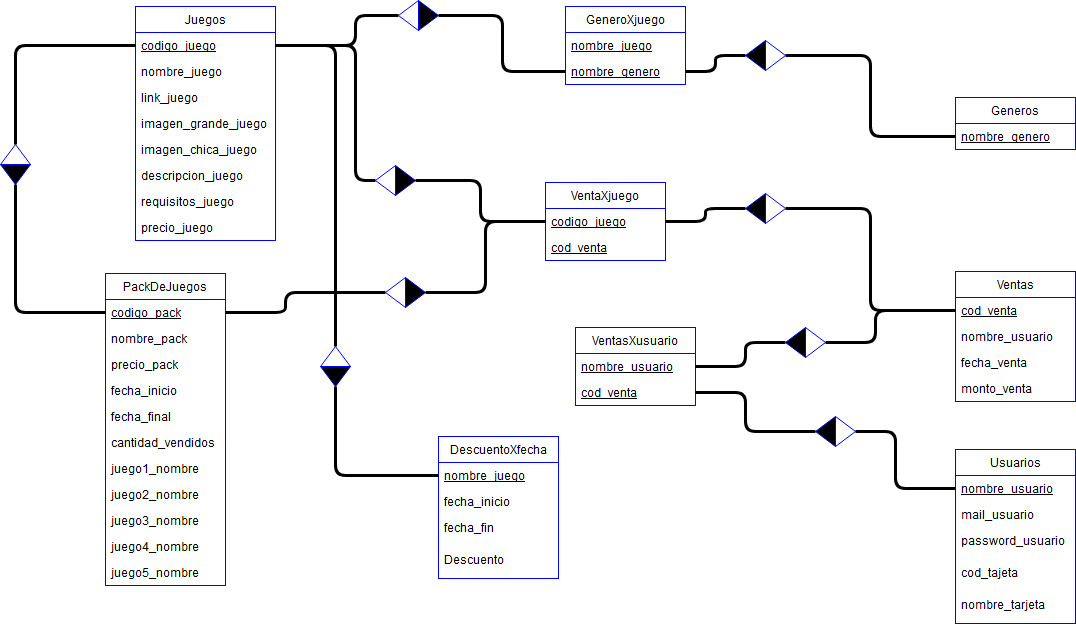 Juegos
codigo_juego
nombre_juego
link_juego
imagen_grande_juego
imagen_chica_juego
descripcion_juego
requisitos_juego
precio_juego
GeneroXjuego
nombre_juego
nombre_genero
Generos
nombre_genero
VentaXjuego
codigo_juego
cod_venta
PackDeJuegos
codigo_pack
nombre_pack
precio_pack
fecha_inicio
fecha_final
cantidad_vendidos
juego1_nombre
juego2_nombre
juego3_nombre
juego4_nombre
juego5_nombre
Ventas
cod_venta
nombre_usuario
fecha_venta
monto_venta
VentasXusuario
nombre_usuario
cod_venta
DescuentoXfecha
nombre_juego
fecha_inicio
fecha_fin
Descuento
Usuarios
nombre_usuario
mail_usuario
password_usuario
cod_tajeta
nombre_tarjeta